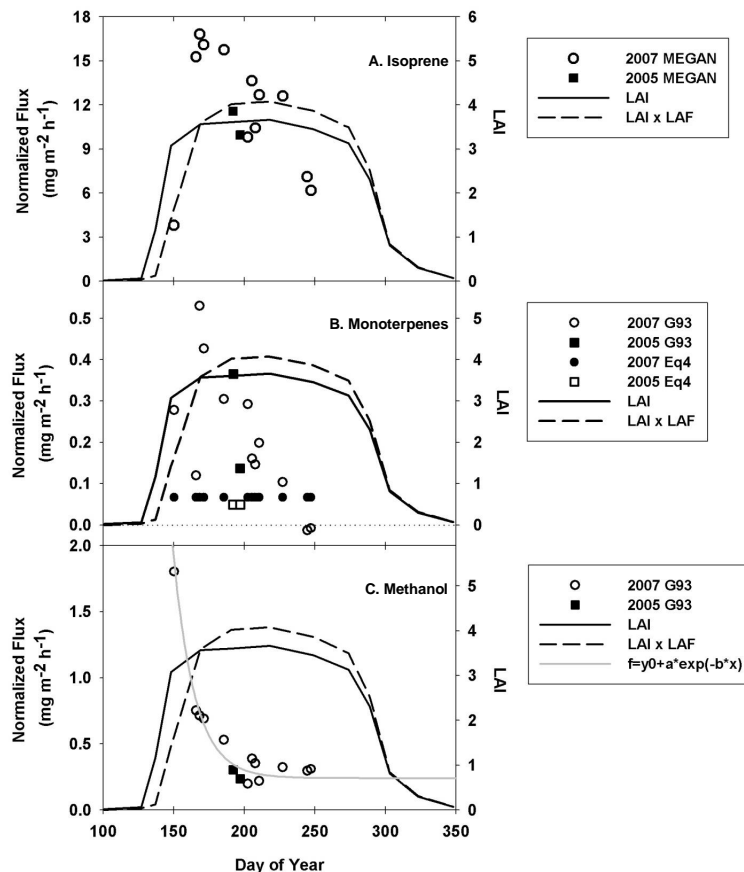 18
15
12
9
6
3
0
Normalized Flux
(mg m⁻² h⁻¹)
A. Isoprene
6
5
4
3
2
1
0
LAI
2007 MEGAN
2005 MEGAN
LAI
LAI x LAF
0.5
0.4
0.3
0.2
0.1
0.0
Normalized Flux
(mg m⁻² h⁻¹)
B. Monoterpenes
5
4
3
2
1
0
LAI
2007 G93
2005 G93
2007 Eq4
2005 Eq4
LAI
LAI x LAF
2.0
1.5
1.0
0.5
0.0
Normalized Flux
(mg m⁻² h⁻¹)
C. Methanol
5
4
3
2
1
0
LAI
2007 G93
2005 G93
LAI
LAI x LAF
f=y0+a*exp(-b*x)
100 150 200 250 300 350
Day of Year